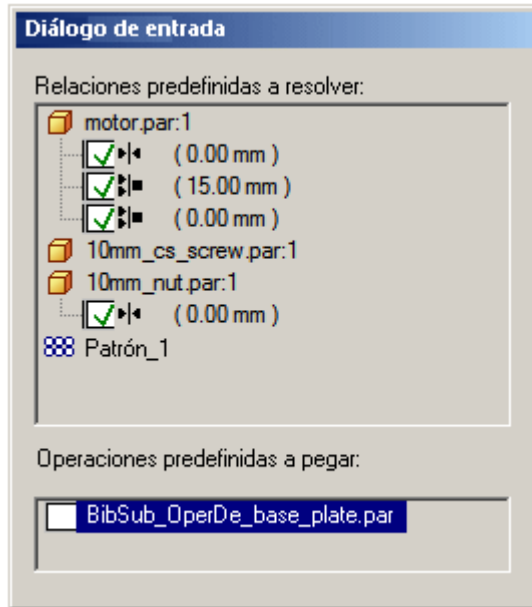 Diálogo de entrada
Relaciones predefinidas a resolver:
motor.par:1
( 0.00 mm )
( 15.00 mm )
( 0.00 mm )
10mm_cs_screw.par:1
10mm_nut.par:1
( 0.00 mm )
Patrón_1
Operaciones predefinidas a pegar:
BibSub_OperDe_base_plate.par